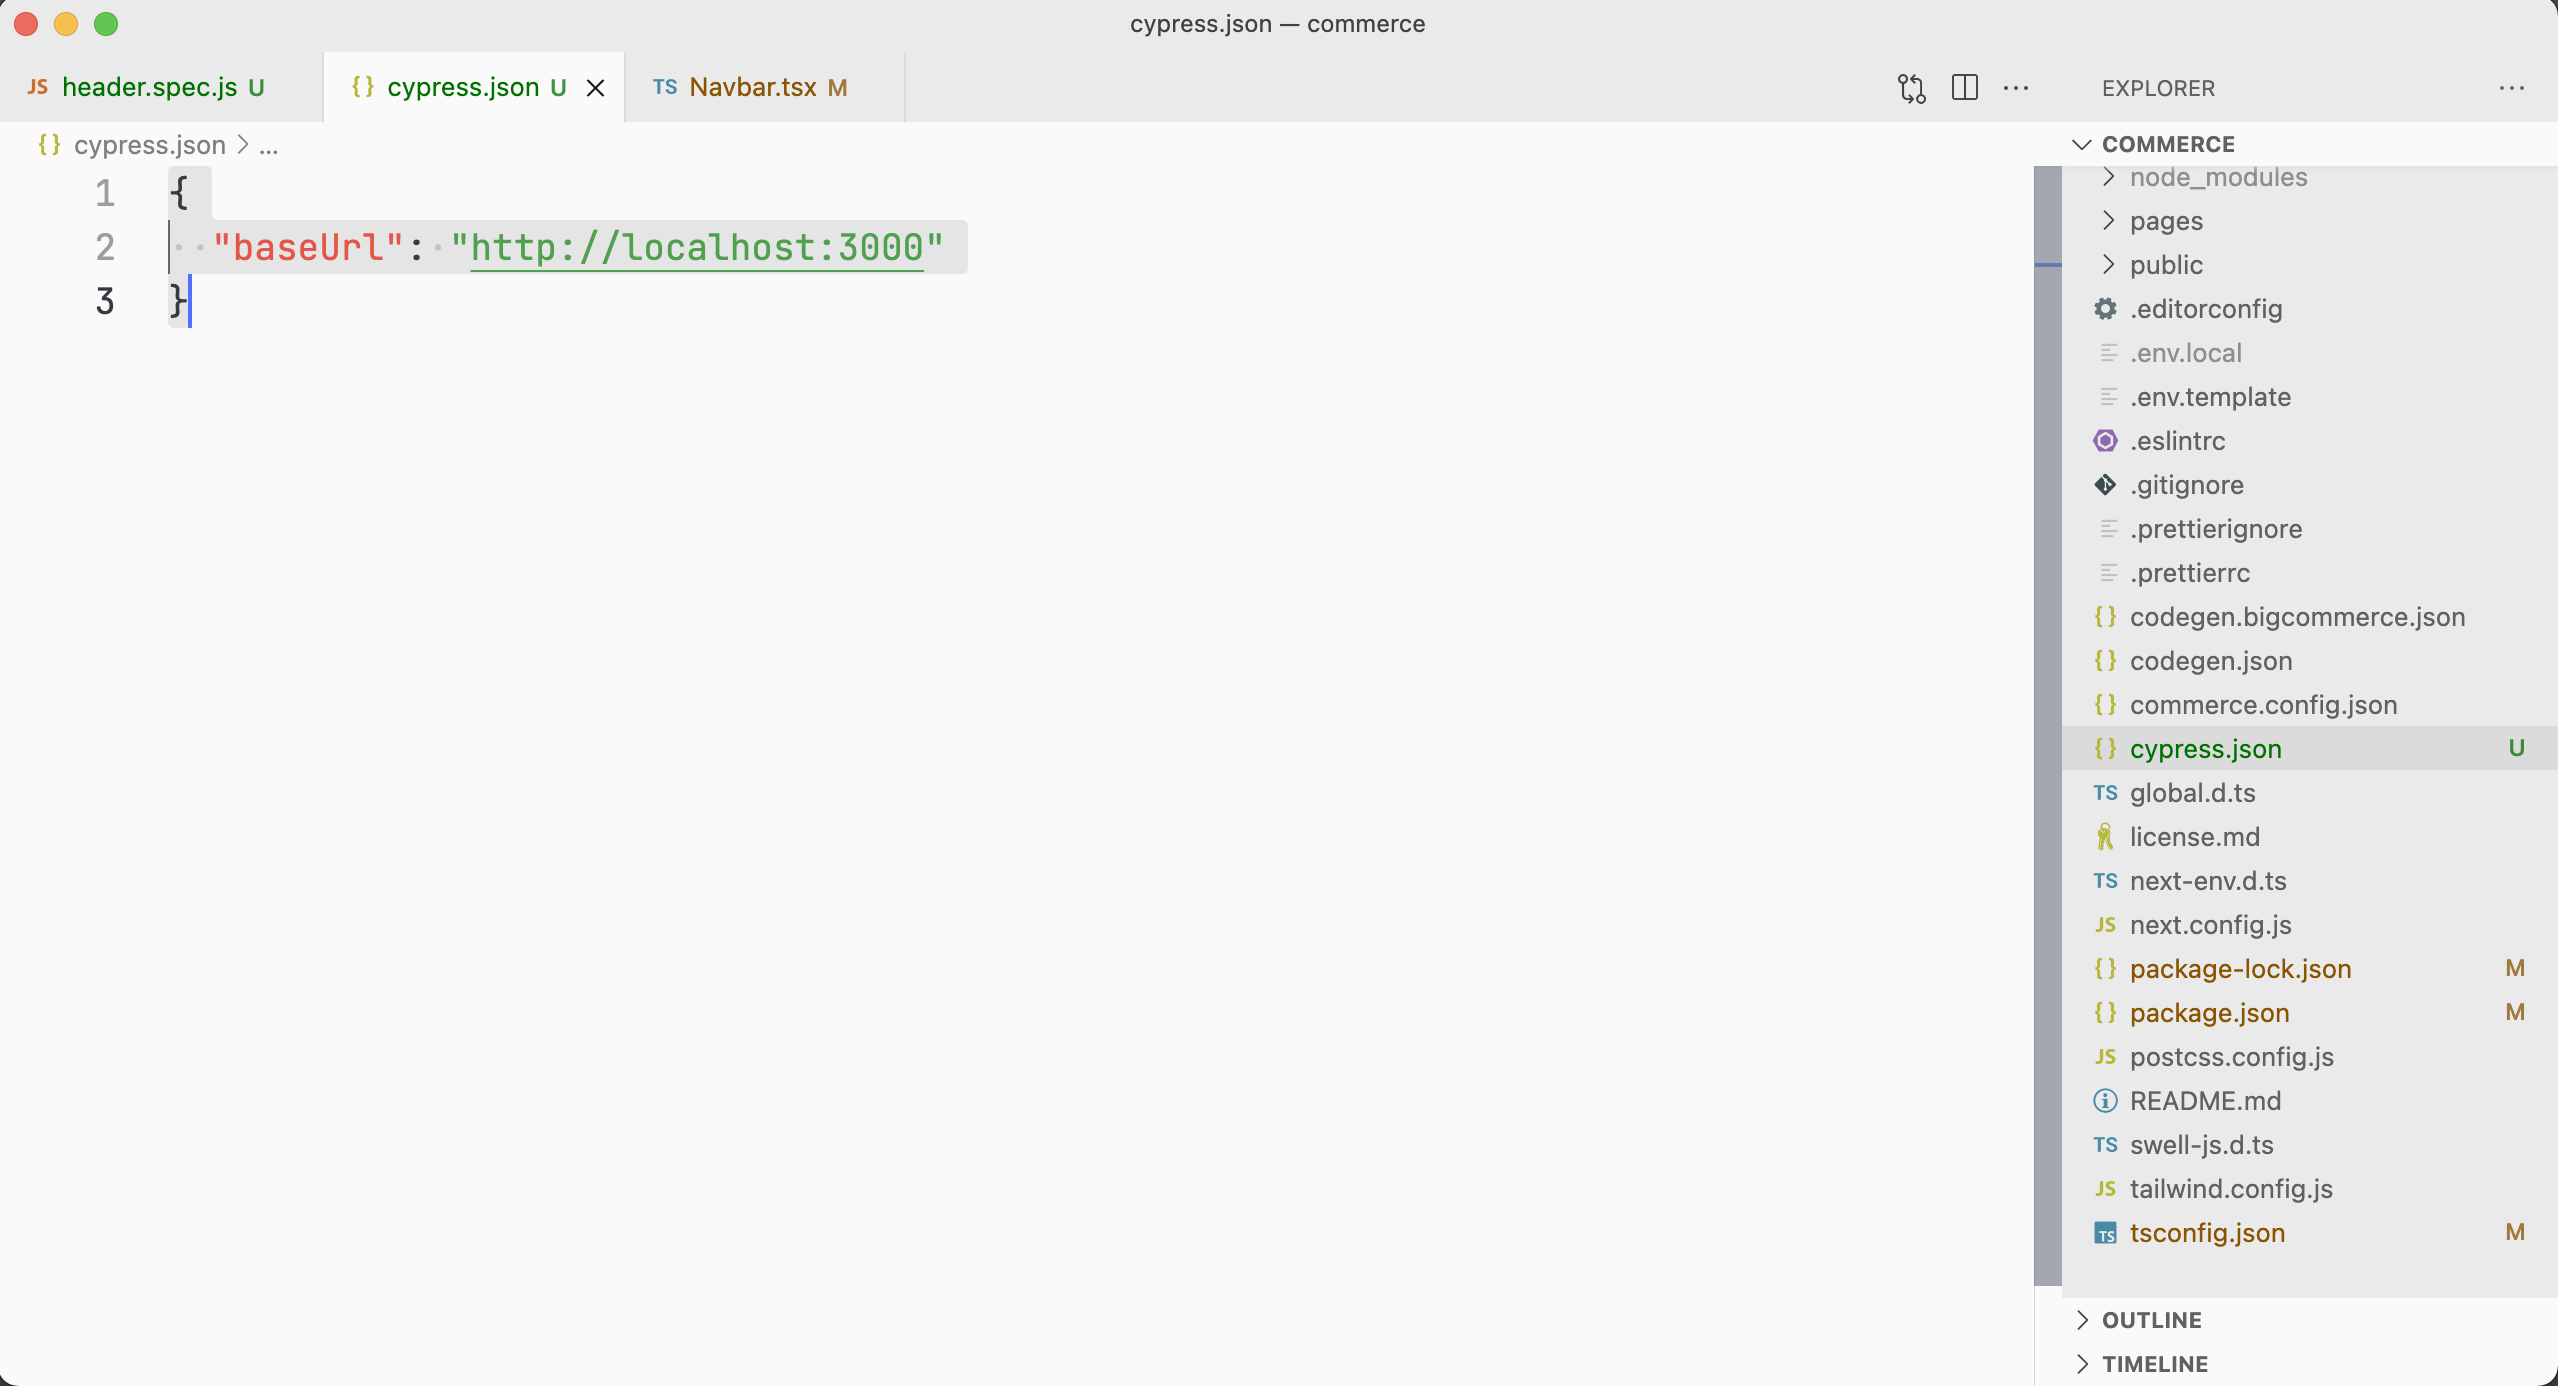 cypress.json — commerce
JS header.spec.js U
{} cypress.json U
TS Navbar.tsx M
{} cypress.json > ...
1 {
2 "baseUrl": "http://localhost:3000"
3 }
EXPLORER
COMMERCE
node_modules
pages
public
.editorconfig
.env.local
.env.template
.eslintrc
.gitignore
.prettierignore
.prettierrc
{} codegen.bigcommerce.json
{} codegen.json
{} commerce.config.json
{} cypress.json U
TS global.d.ts
license.md
TS next-env.d.ts
JS next.config.js
{} package-lock.json M
{} package.json M
JS postcss.config.js
README.md
TS swell-js.d.ts
JS tailwind.config.js
TS tsconfig.json M
OUTLINE
TIMELINE